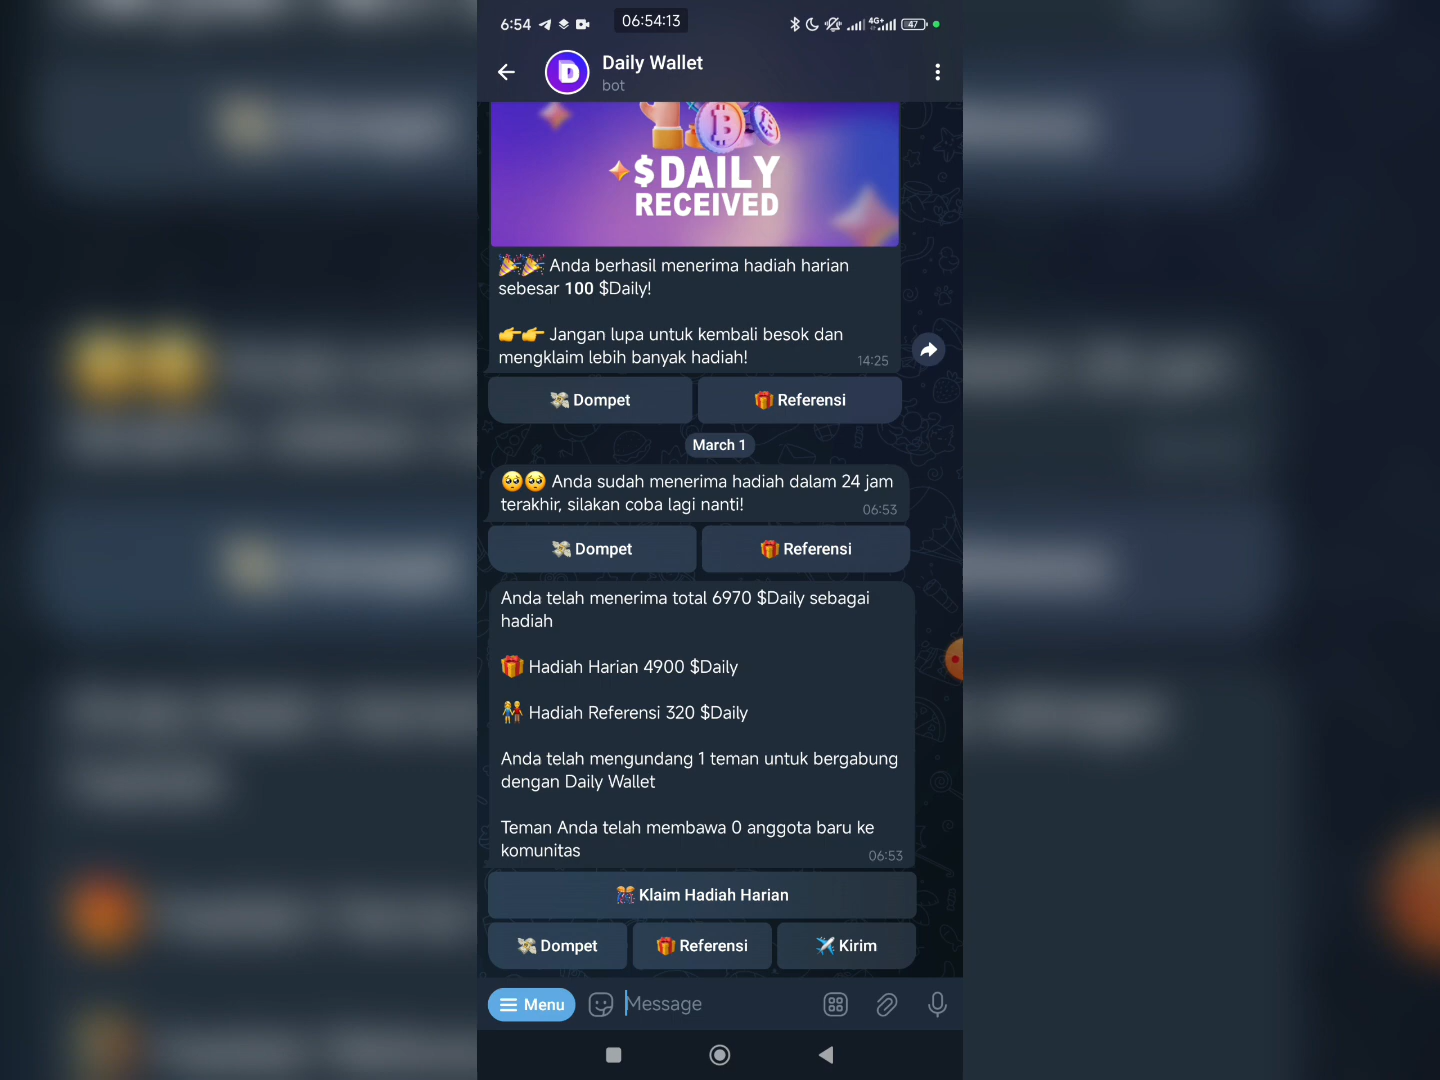 6:54
06:54:13
4G+
47
Daily Wallet
bot
$DAILY
RECEIVED
🎉🎉 Anda berhasil menerima hadiah harian
sebesar 100 $Daily!
👉👉 Jangan lupa untuk kembali besok dan
mengklaim lebih banyak hadiah!
14:25
💸 Dompet
🎁 Referensi
March 1
🥺🥺 Anda sudah menerima hadiah dalam 24 jam
terakhir, silakan coba lagi nanti!
06:53
💸 Dompet
🎁 Referensi
Anda telah menerima total 6970 $Daily sebagai
hadiah
🎁 Hadiah Harian 4900 $Daily
👫 Hadiah Referensi 320 $Daily
Anda telah mengundang 1 teman untuk bergabung
dengan Daily Wallet
Teman Anda telah membawa 0 anggota baru ke
komunitas
06:53
🎊 Klaim Hadiah Harian
💸 Dompet
🎁 Referensi
✈️ Kirim
Menu
Message